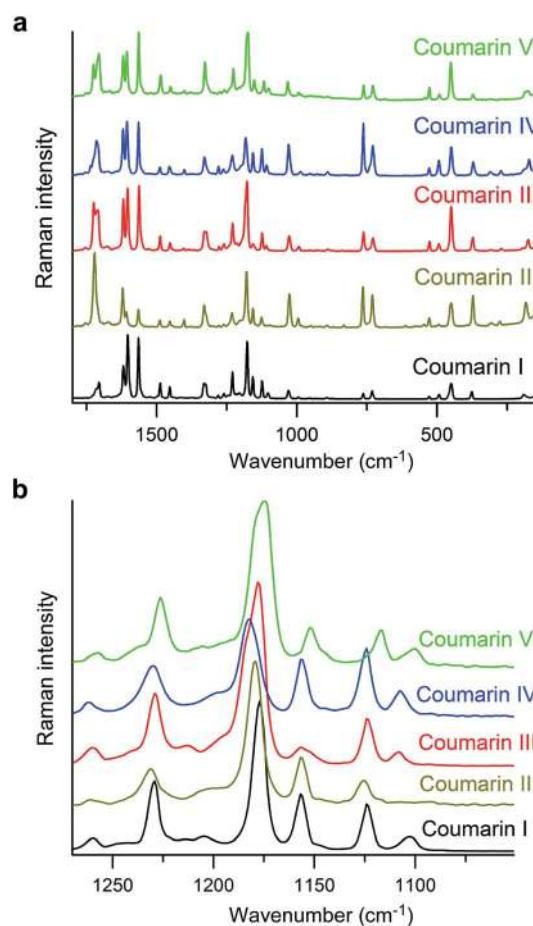 a
Coumarin V
Coumarin IV
Coumarin III
Coumarin II
Coumarin I
Raman intensity
1500
1000
500
Wavenumber (cm-1)
b
Coumarin V
Coumarin IV
Coumarin III
Coumarin II
Coumarin I
Raman intensity
1250
1200
1150
1100
Wavenumber (cm-1)